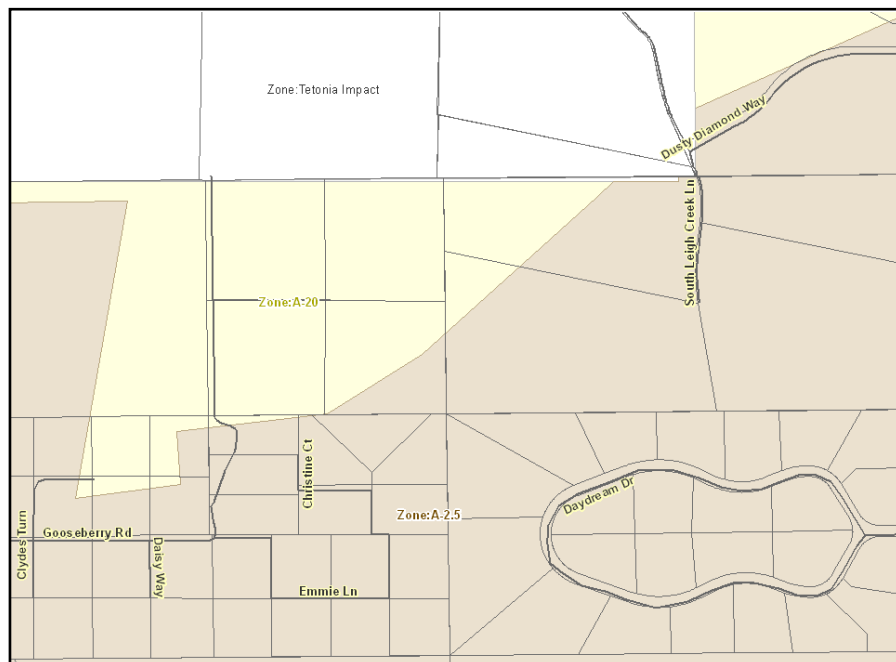 Zone: Tetonia Impact
Dusty Diamond Way
South Leigh Creek Ln
Zone: A-20
Christine Ct
Daydream Dr
Zone: A-2.5
Gooseberry Rd
Clydes Turn
Daisy Way
Emmie Ln